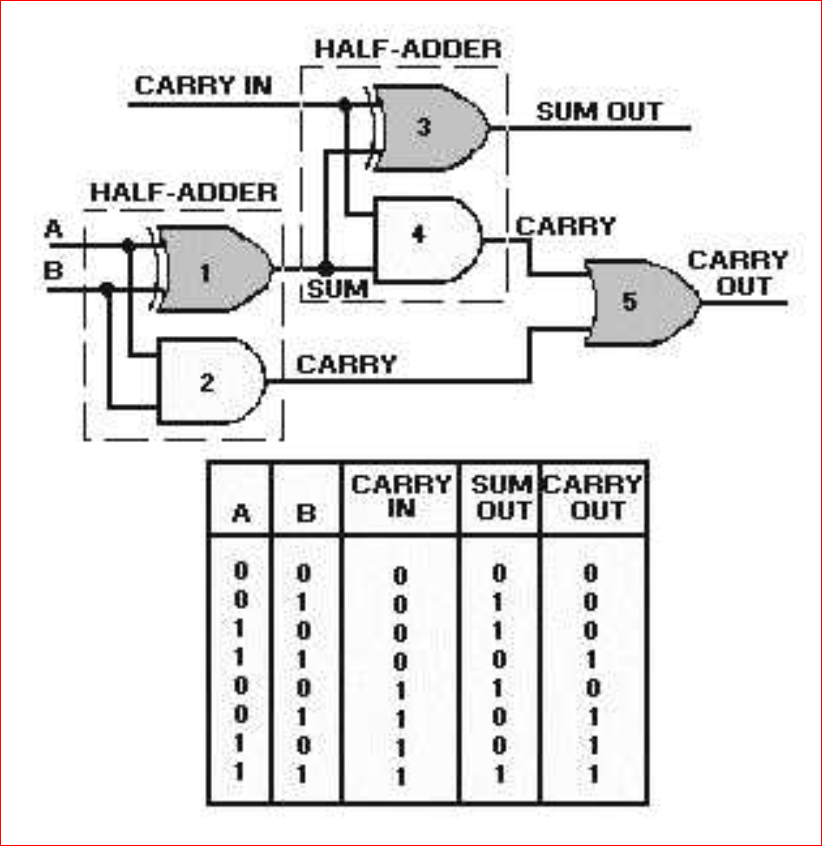 HALF-ADDER
CARRY IN
3
SUM OUT
HALF-ADDER
A
4
CARRY
B
1
SUM
CARRY
OUT
5
2
CARRY
A B CARRY IN SUM OUT CARRY OUT
0 0 0 0 0
0 1 0 1 0
1 0 0 1 0
1 1 0 0 1
0 0 1 1 0
0 1 1 0 1
1 0 1 0 1
1 1 1 1 1